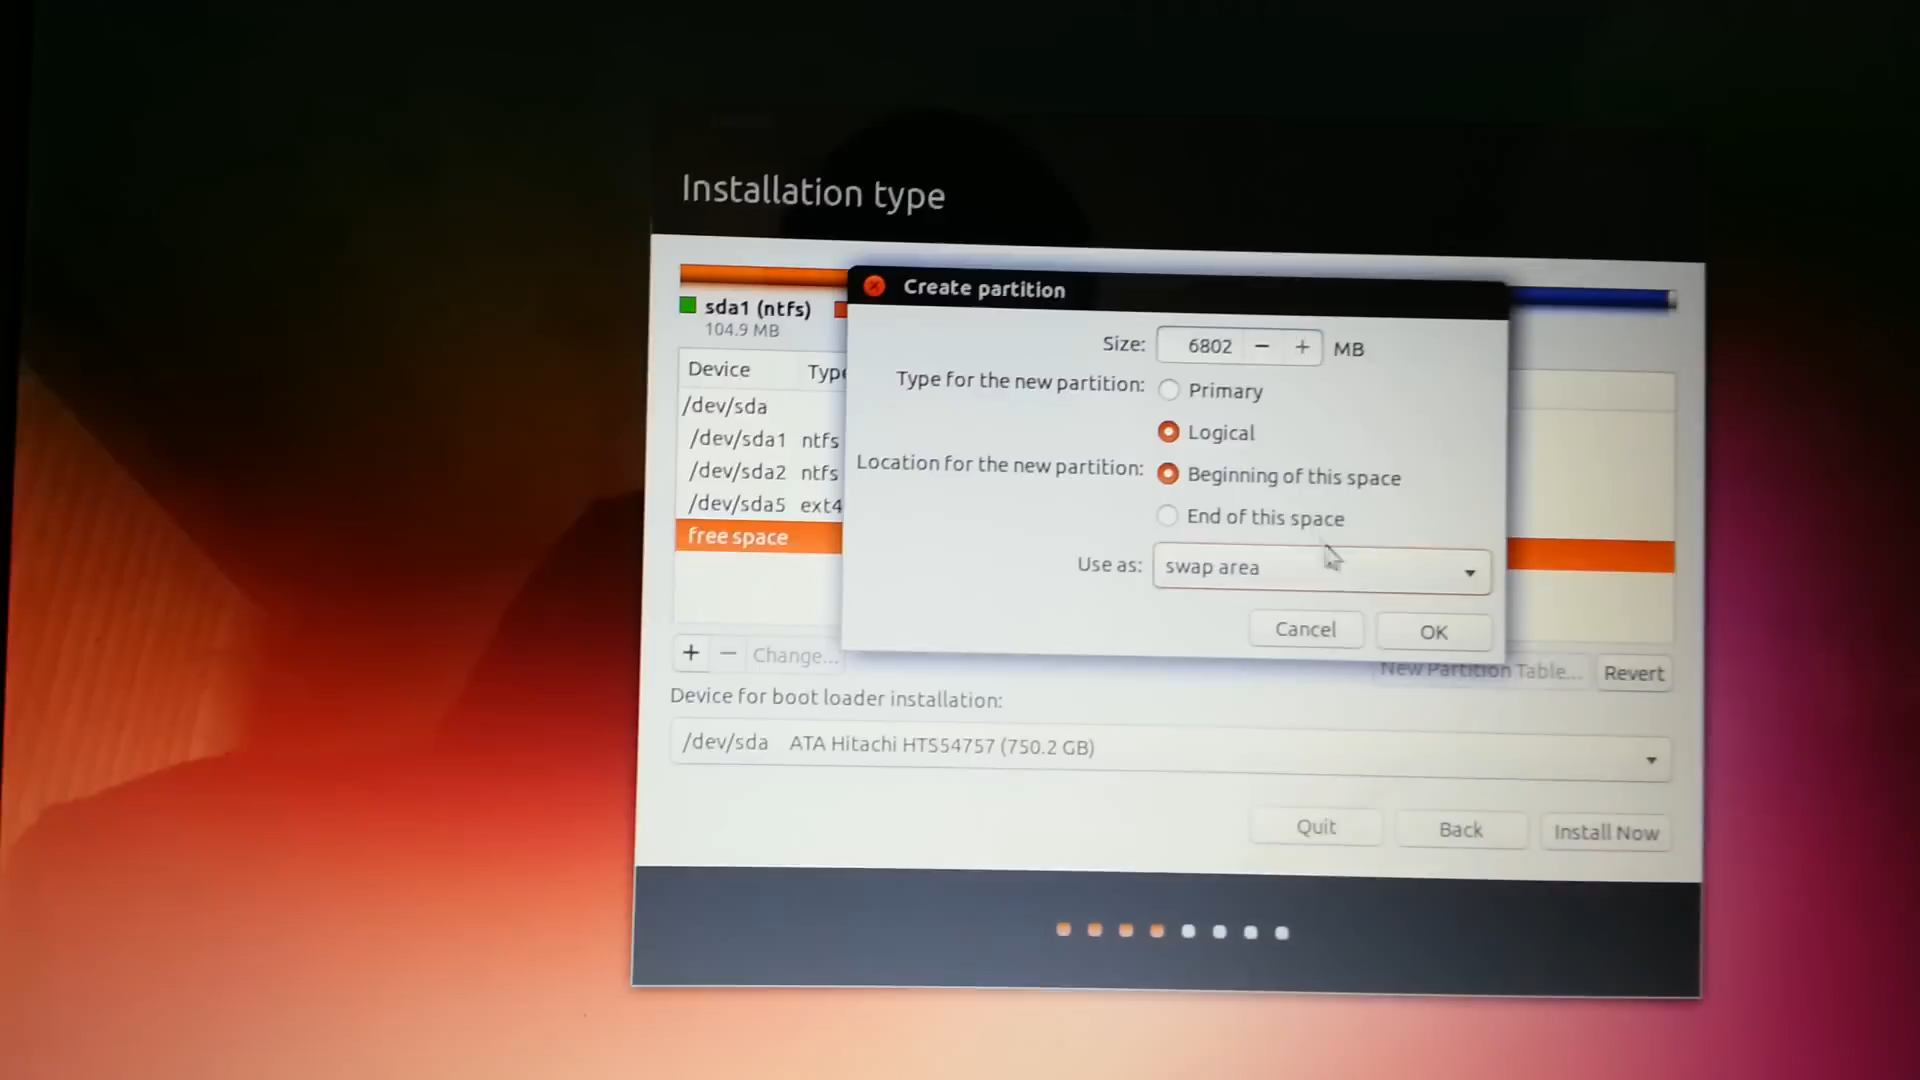 Installation type
Create partition
sda1 (ntfs)
104.9 MB
Size: 6802 − + MB
Type for the new partition: Primary
Logical
Location for the new partition: Beginning of this space
End of this space
Use as: swap area
Cancel OK
Device Type
/dev/sda
/dev/sda1 ntfs
/dev/sda2 ntfs
/dev/sda5 ext4
free space
+ − Change... New Partition Table... Revert
Device for boot loader installation:
/dev/sda ATA Hitachi HTS54757 (750.2 GB)
Quit Back Install Now